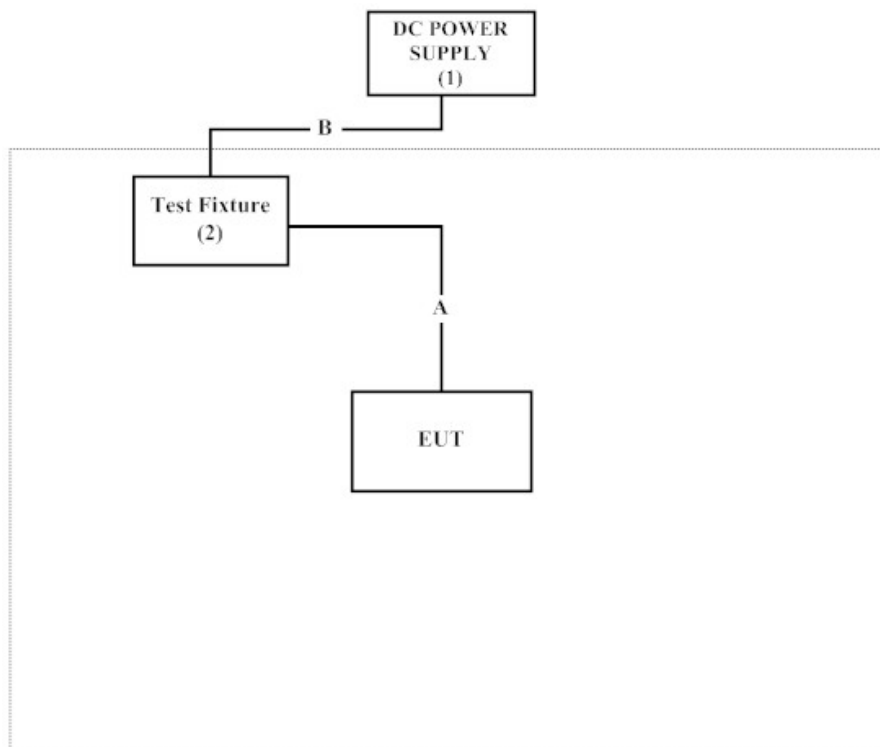 DC POWER
SUPPLY
(1)
B
Test Fixture
(2)
A
EUT